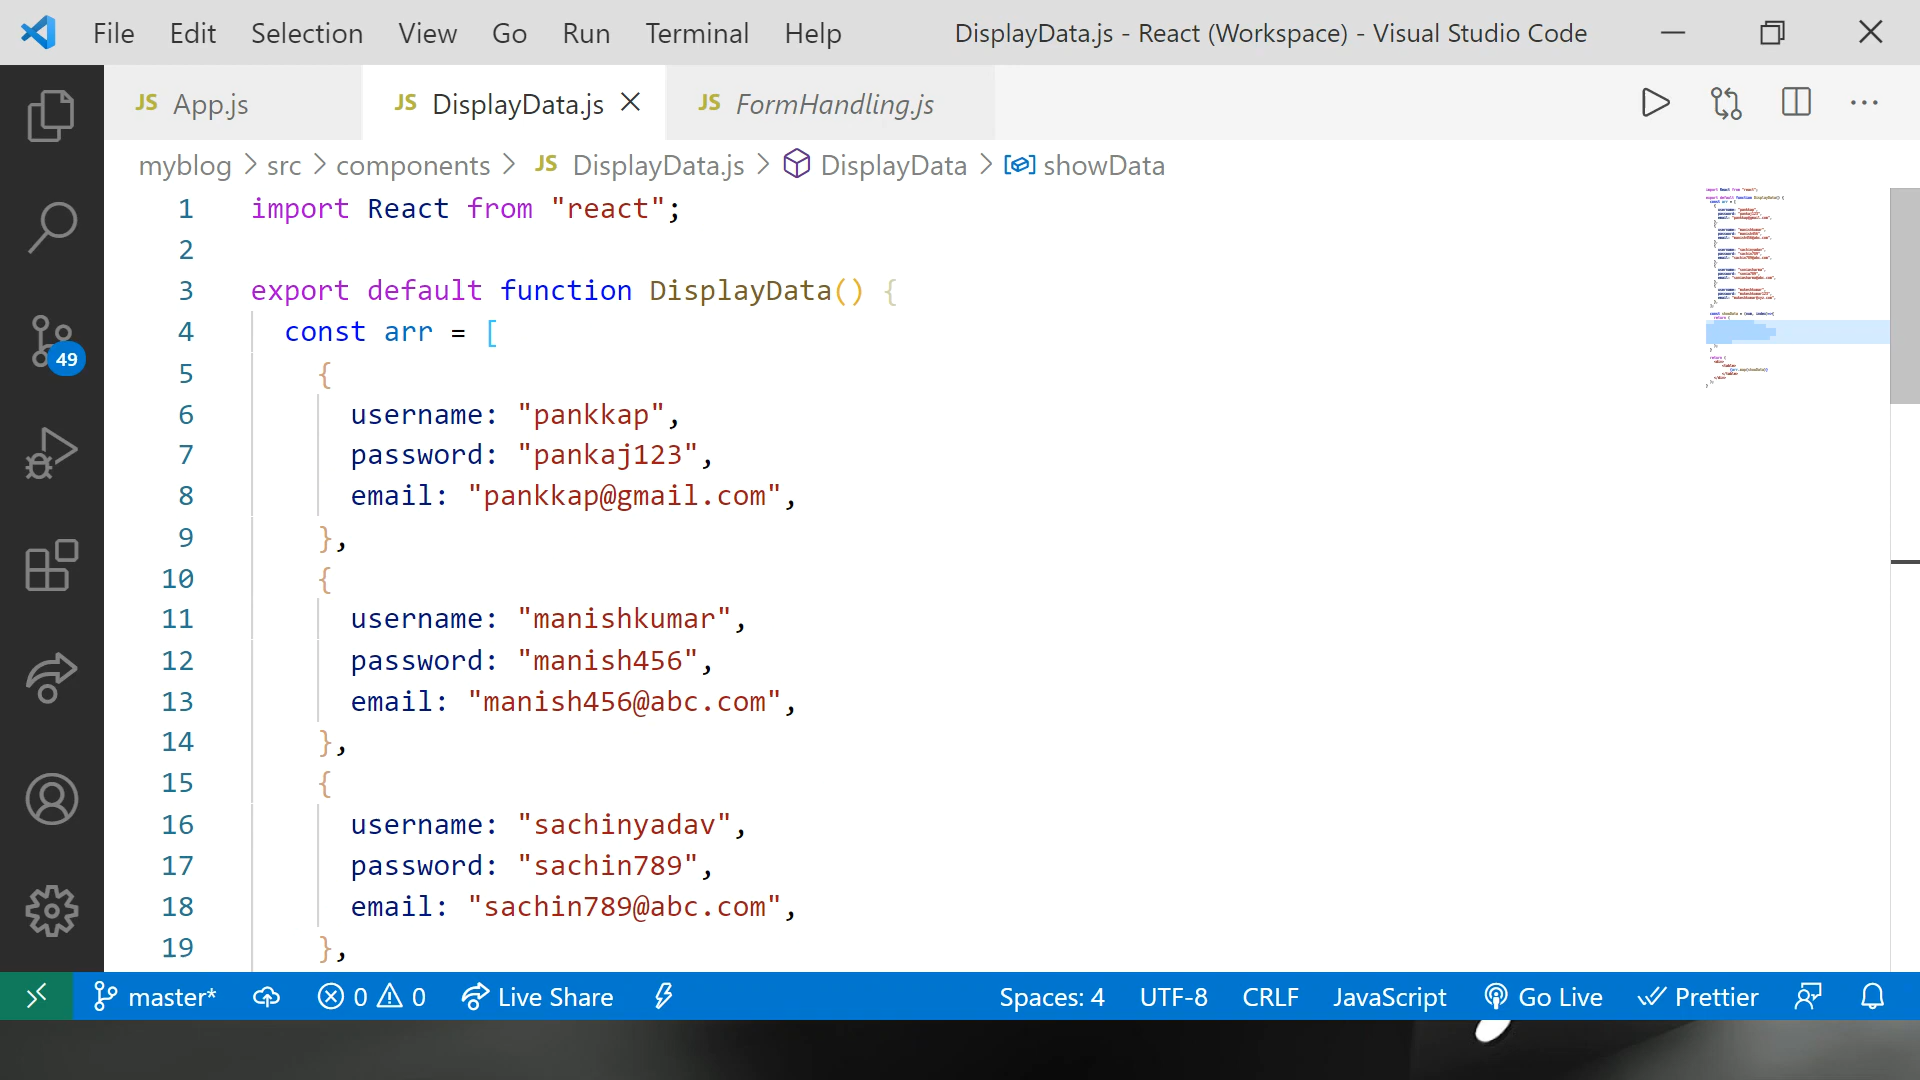 File Edit Selection View Go Run Terminal Help DisplayData.js - React (Workspace) - Visual Studio Code
JS App.js JS DisplayData.js JS FormHandling.js
myblog > src > components > JS DisplayData.js > DisplayData > showData
1 import React from "react";
2
3 export default function DisplayData() {
4 const arr = [
5 {
6 username: "pankkap",
7 password: "pankaj123",
8 email: "pankkap@gmail.com",
9 },
10 {
11 username: "manishkumar",
12 password: "manish456",
13 email: "manish456@abc.com",
14 },
15 {
16 username: "sachinyadav",
17 password: "sachin789",
18 email: "sachin789@abc.com",
19 },
49
master* 0 0 Live Share Spaces: 4 UTF-8 CRLF JavaScript Go Live Prettier